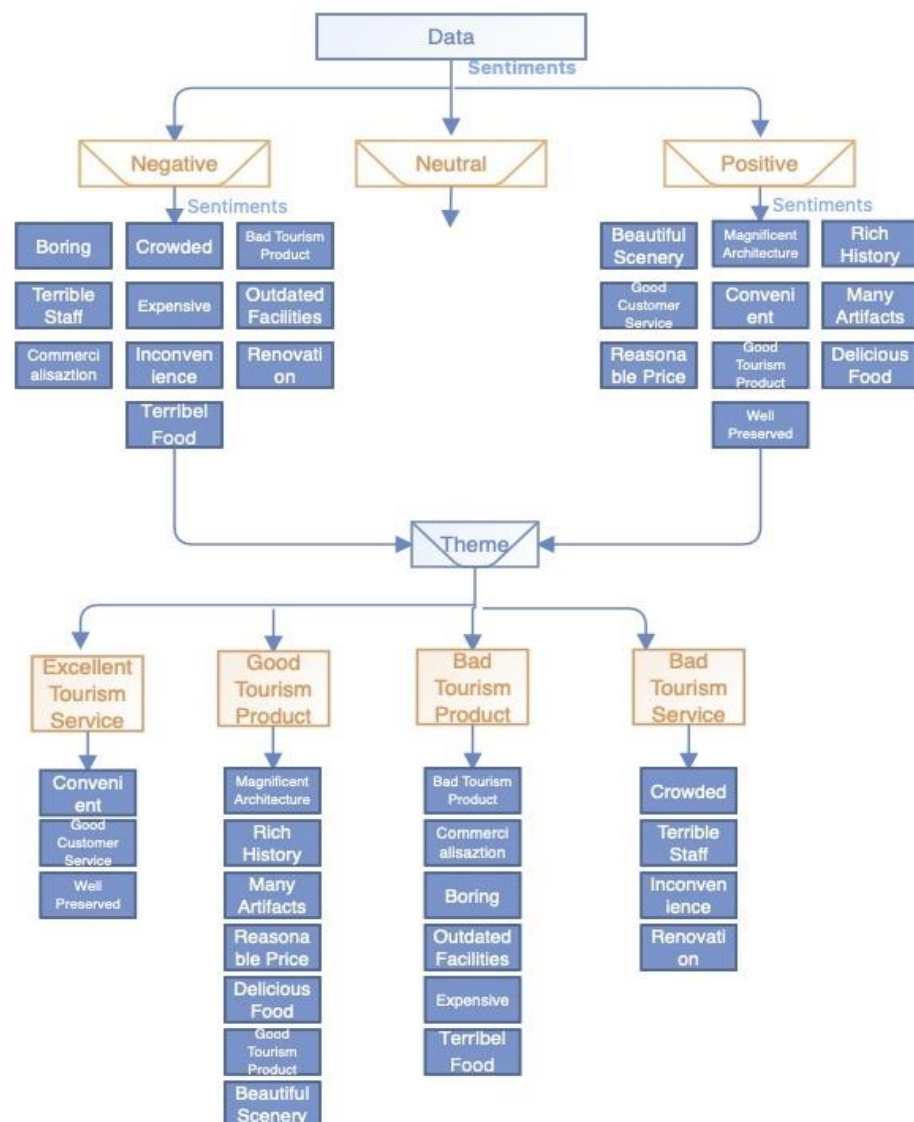 Data
Sentiments
Negative
Neutral
Positive
Sentiments
Sentiments
Boring
Crowded
Bad Tourism
Product
Beautiful
Scenery
Magnificent
Architecture
Rich
History
Terrible
Staff
Expensive
Outdated
Facilities
Good
Customer
Service
Conveni
ent
Many
Artifacts
Commerci
alisaztion
Inconven
ience
Renovati
on
Reasona
ble Price
Good
Tourism
Product
Delicious
Food
Terribel
Food
Well
Preserved
Theme
Excellent
Tourism
Service
Good
Tourism
Product
Bad
Tourism
Product
Bad
Tourism
Service
Conveni
ent
Good
Customer
Service
Well
Preserved
Magnificent
Architecture
Rich
History
Many
Artifacts
Reasona
ble Price
Delicious
Food
Good
Tourism
Product
Beautiful
Scenery
Bad Tourism
Product
Commerci
alisaztion
Boring
Outdated
Facilities
Expensive
Terribel
Food
Crowded
Terrible
Staff
Inconven
ience
Renovati
on